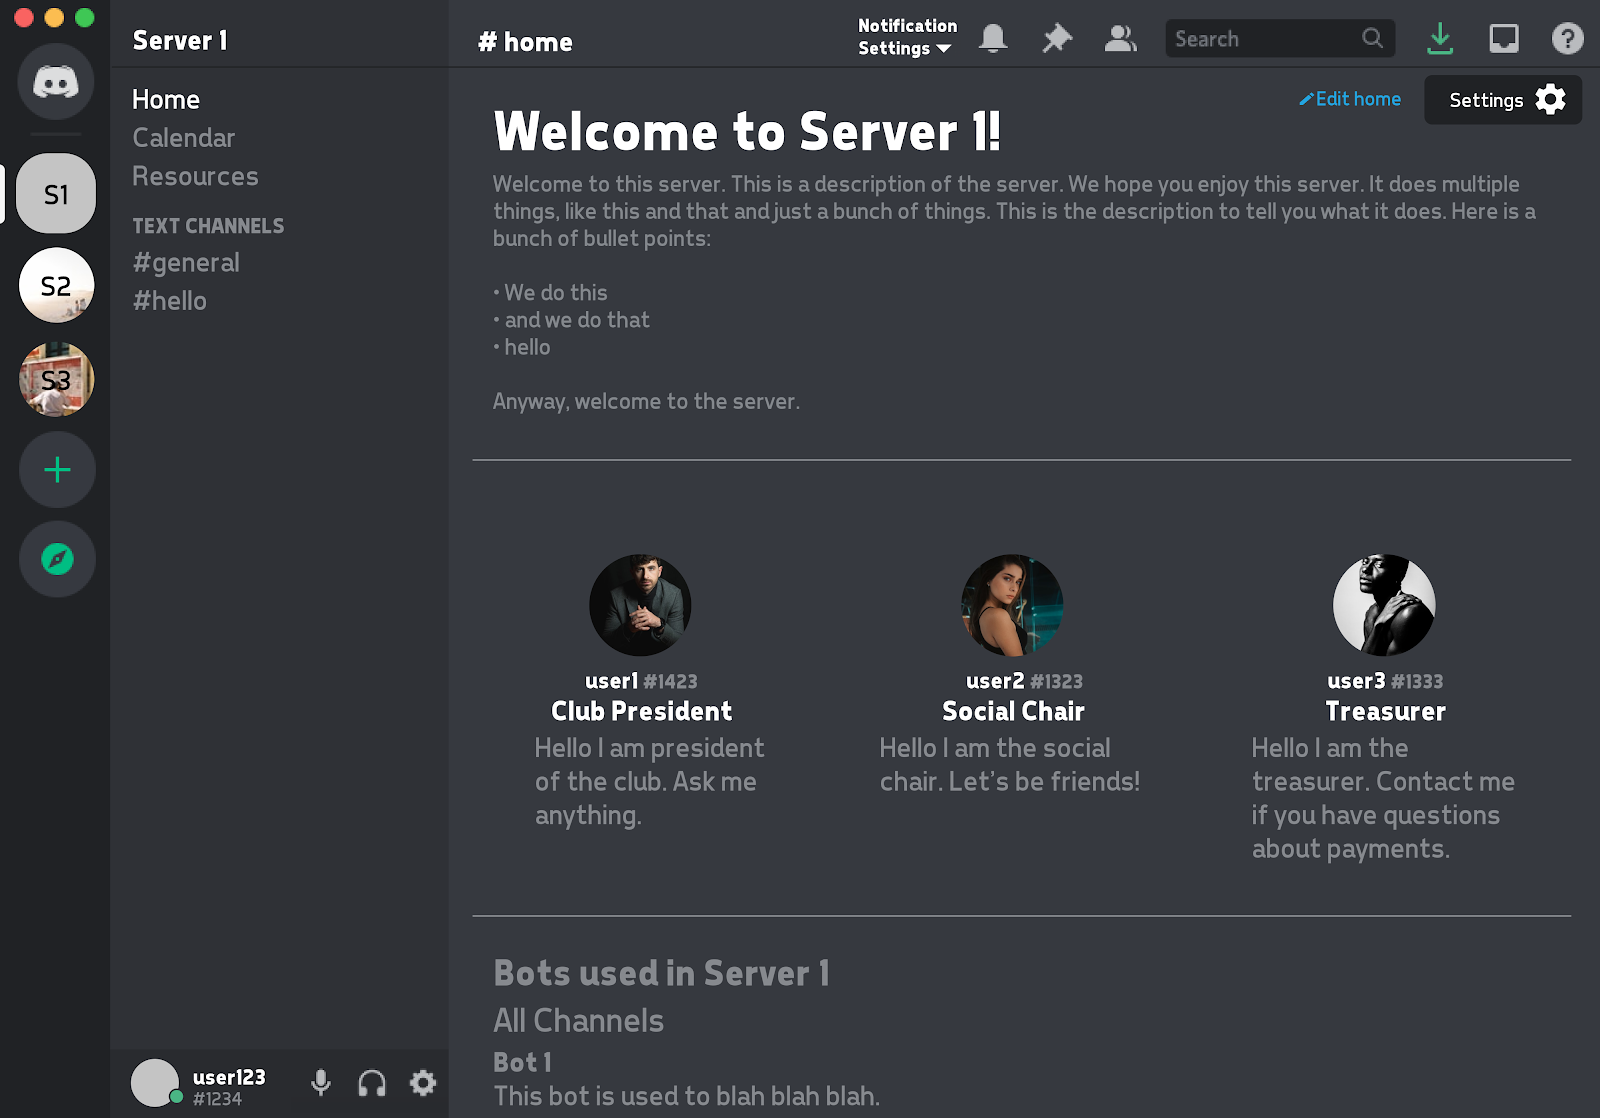 Server 1
# home
Notification
Settings
Search
?
Home
Calendar
Resources
TEXT CHANNELS
#general
#hello
S1
S2
S3
Edit home
Settings
Welcome to Server 1!
Welcome to this server. This is a description of the server. We hope you enjoy this server. It does multiple
things, like this and that and just a bunch of things. This is the description to tell you what it does. Here is a
bunch of bullet points:
• We do this
• and we do that
• hello
Anyway, welcome to the server.
user1 #1423
Club President
Hello I am president
of the club. Ask me
anything.
user2 #1323
Social Chair
Hello I am the social
chair. Let's be friends!
user3 #1333
Treasurer
Hello I am the
treasurer. Contact me
if you have questions
about payments.
Bots used in Server 1
All Channels
Bot 1
This bot is used to blah blah blah.
user123
#1234